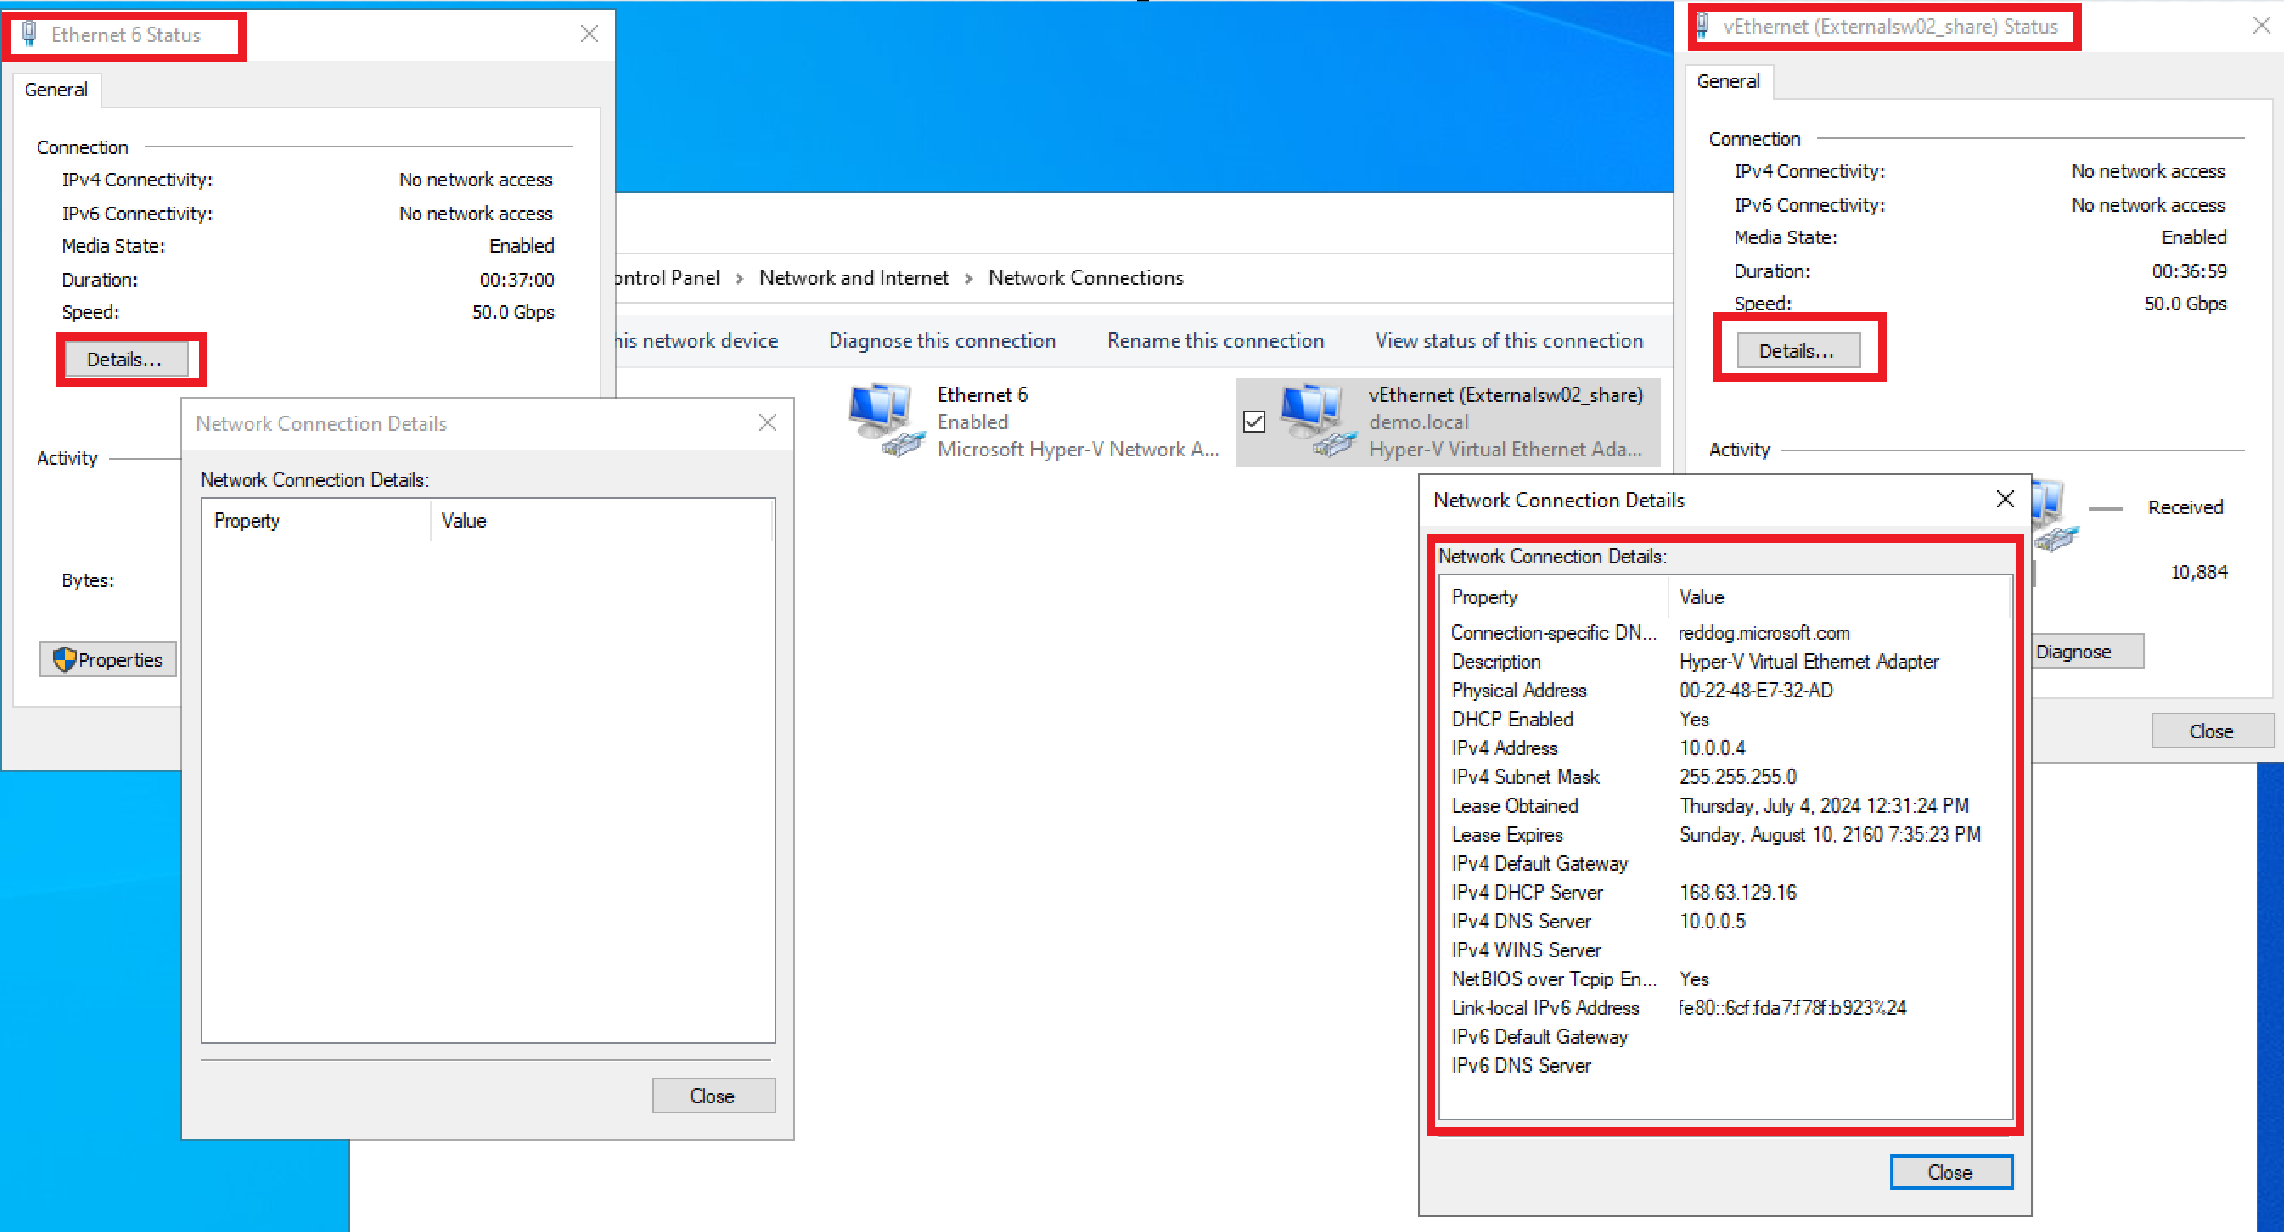 Ethernet 6 Status
General
Connection
IPv4 Connectivity: No network access
IPv6 Connectivity: No network access
Media State: Enabled
Duration: 00:37:00
Speed: 50.0 Gbps
Details...
Activity
Bytes:
Properties
Network Connection Details
Network Connection Details:
Property Value
Close
ontrol Panel > Network and Internet > Network Connections
his network device Diagnose this connection Rename this connection View status of this connection
Ethernet 6
Enabled
Microsoft Hyper-V Network A...
vEthernet (Externalsw02_share)
demo.local
Hyper-V Virtual Ethernet Ada...
vEthernet (Externalsw02_share) Status
General
Connection
IPv4 Connectivity: No network access
IPv6 Connectivity: No network access
Media State: Enabled
Duration: 00:36:59
Speed: 50.0 Gbps
Details...
Activity
Received
10,884
Diagnose
Close
Network Connection Details
Network Connection Details:
Property Value
Connection-specific DN... reddog.microsoft.com
Description Hyper-V Virtual Ethernet Adapter
Physical Address 00-22-48-E7-32-AD
DHCP Enabled Yes
IPv4 Address 10.0.0.4
IPv4 Subnet Mask 255.255.255.0
Lease Obtained Thursday, July 4, 2024 12:31:24 PM
Lease Expires Sunday, August 10, 2160 7:35:23 PM
IPv4 Default Gateway
IPv4 DHCP Server 168.63.129.16
IPv4 DNS Server 10.0.0.5
IPv4 WINS Server
NetBIOS over Tcpip En... Yes
Link-local IPv6 Address fe80::6cf:fda7:f78f:b923%24
IPv6 Default Gateway
IPv6 DNS Server
Close